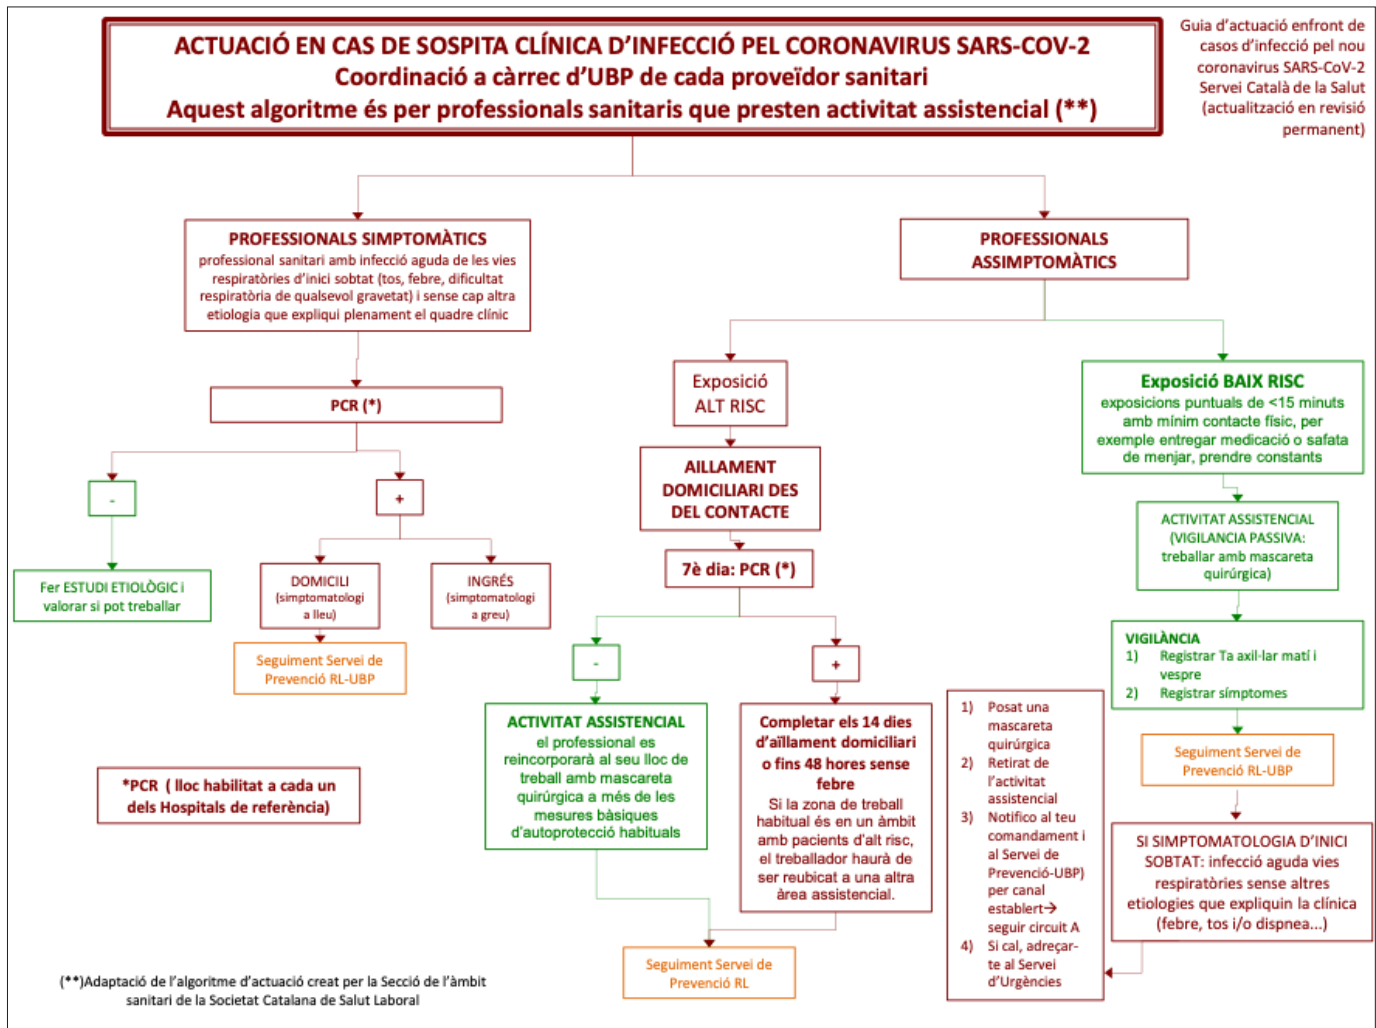 ACTUACIÓ EN CAS DE SOSPITA CLÍNICA D'INFECCIÓ PEL CORONAVIRUS SARS-COV-2
Coordinació a càrrec d'UBP de cada proveïdor sanitari
Aquest algoritme és per professionals sanitaris que presten activitat assistencial (**)
Guia d'actuació enfront de
casos d'infecció pel nou
coronavirus SARS-CoV-2
Servei Català de la Salut
(actualització en revisió
permanent)
PROFESSIONALS SIMPTOMÀTICS
professional sanitari amb infecció aguda de les vies
respiratòries d'inici sobtat (tos, febre, dificultat
respiratòria de qualsevol gravetat) i sense cap altra
etiologia que expliqui plenament el quadre clínic
PCR (*)
-
+
Fer ESTUDI ETIOLÒGIC i
valorar si pot treballar
DOMICILI
(simptomatologi
a lleu)
INGRÉS
(simptomatologi
a greu)
Seguiment Servei de
Prevenció RL-UBP
*PCR ( lloc habilitat a cada un
dels Hospitals de referència)
PROFESSIONALS
ASSIMPTOMÀTICS
Exposició
ALT RISC
AILLAMENT
DOMICILIARI DES
DEL CONTACTE
7è dia: PCR (*)
-
+
ACTIVITAT ASSISTENCIAL
el professional es
reincorporarà al seu lloc de
treball amb mascareta
quirúrgica a més de les
mesures bàsiques
d'autoprotecció habituals
Completar els 14 dies
d'aïllament domiciliari
o fins 48 hores sense
febre
Si la zona de treball
habitual és en un àmbit
amb pacients d'alt risc,
el treballador haurà de
ser reubicat a una altra
àrea assistencial.
Seguiment Servei de
Prevenció RL
Exposició BAIX RISC
exposicions puntuals de <15 minuts
amb mínim contacte físic, per
exemple entregar medicació o safata
de menjar, prendre constants
ACTIVITAT ASSISTENCIAL
(VIGILANCIA PASSIVA:
treballar amb mascareta
quirúrgica)
VIGILÀNCIA
1) Registrar Ta axil·lar matí i
vespre
2) Registrar símptomes
Seguiment Servei de
Prevenció RL-UBP
SI SIMPTOMATOLOGIA D'INICI
SOBTAT: infecció aguda vies
respiratòries sense altres
etiologies que expliquin la clínica
(febre, tos i/o dispnea...)
1) Posat una
mascareta
quirúrgica
2) Retirat de
l'activitat
assistencial
3) Notifico al teu
comandament i
al Servei de
Prevenció-UBP)
per canal
establert→
seguir circuit A
4) Si cal, adreçar-
te al Servei
d'Urgències
(**)Adaptació de l'algoritme d'actuació creat per la Secció de l'àmbit
sanitari de la Societat Catalana de Salut Laboral